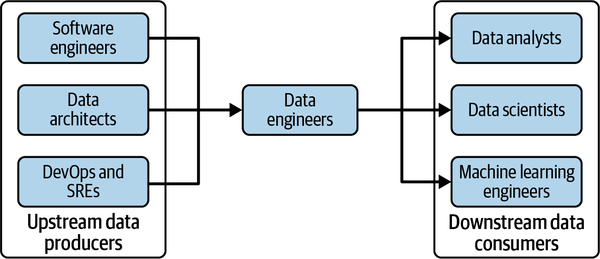 Software
engineers
Data
architects
DevOps and
SREs
Upstream data
producers
Data
engineers
Data analysts
Data scientists
Machine learning
engineers
Downstream data
consumers